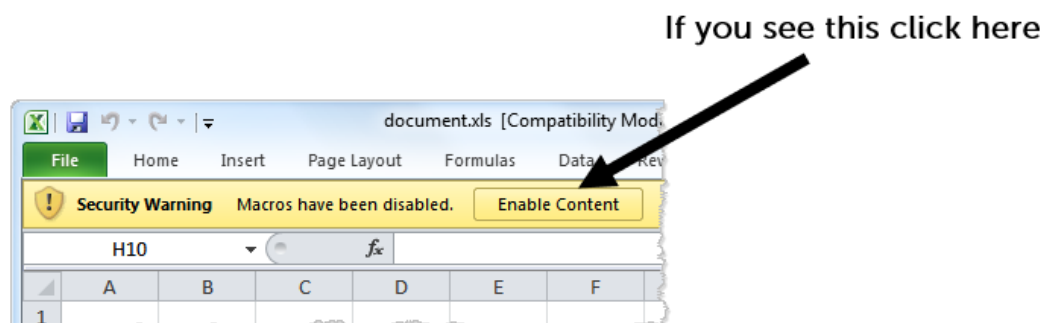 If you see this click here
document.xls [Compatibility Mod
File Home Insert Page Layout Formulas Data Rev
! Security Warning Macros have been disabled. Enable Content
H10 fx
A B C D E F
1